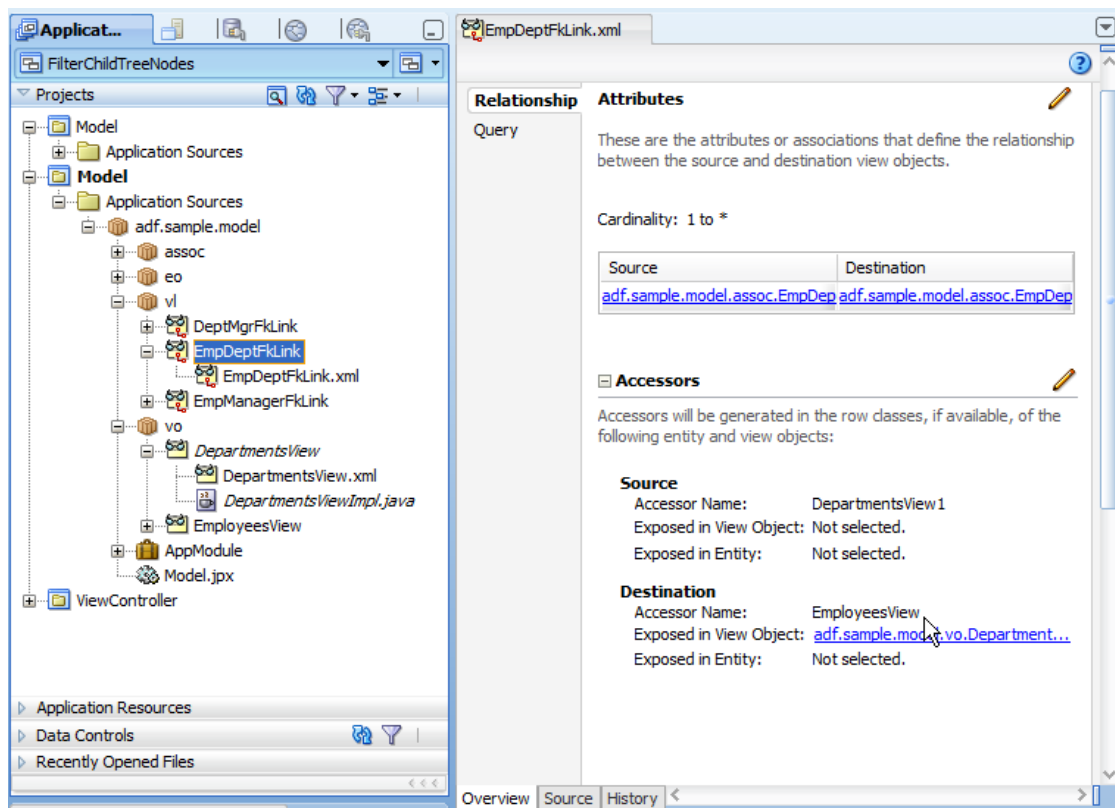 Applicat...
FilterChildTreeNodes
Projects
Model
Application Sources
Model
Application Sources
adf.sample.model
assoc
eo
vl
DeptMgrFkLink
EmpDeptFkLink
EmpDeptFkLink.xml
EmpManagerFkLink
vo
DepartmentsView
DepartmentsView.xml
DepartmentsViewImpl.java
EmployeesView
AppModule
Model.jpx
ViewController
Application Resources
Data Controls
Recently Opened Files
EmpDeptFkLink.xml
Relationship
Query
Attributes
These are the attributes or associations that define the relationship
between the source and destination view objects.
Cardinality: 1 to *
Source Destination
adf.sample.model.assoc.EmpDep adf.sample.model.assoc.EmpDep
Accessors
Accessors will be generated in the row classes, if available, of the
following entity and view objects:
Source
Accessor Name: DepartmentsView1
Exposed in View Object: Not selected.
Exposed in Entity: Not selected.
Destination
Accessor Name: EmployeesView
Exposed in View Object: adf.sample.model.vo.Department...
Exposed in Entity: Not selected.
Overview Source History